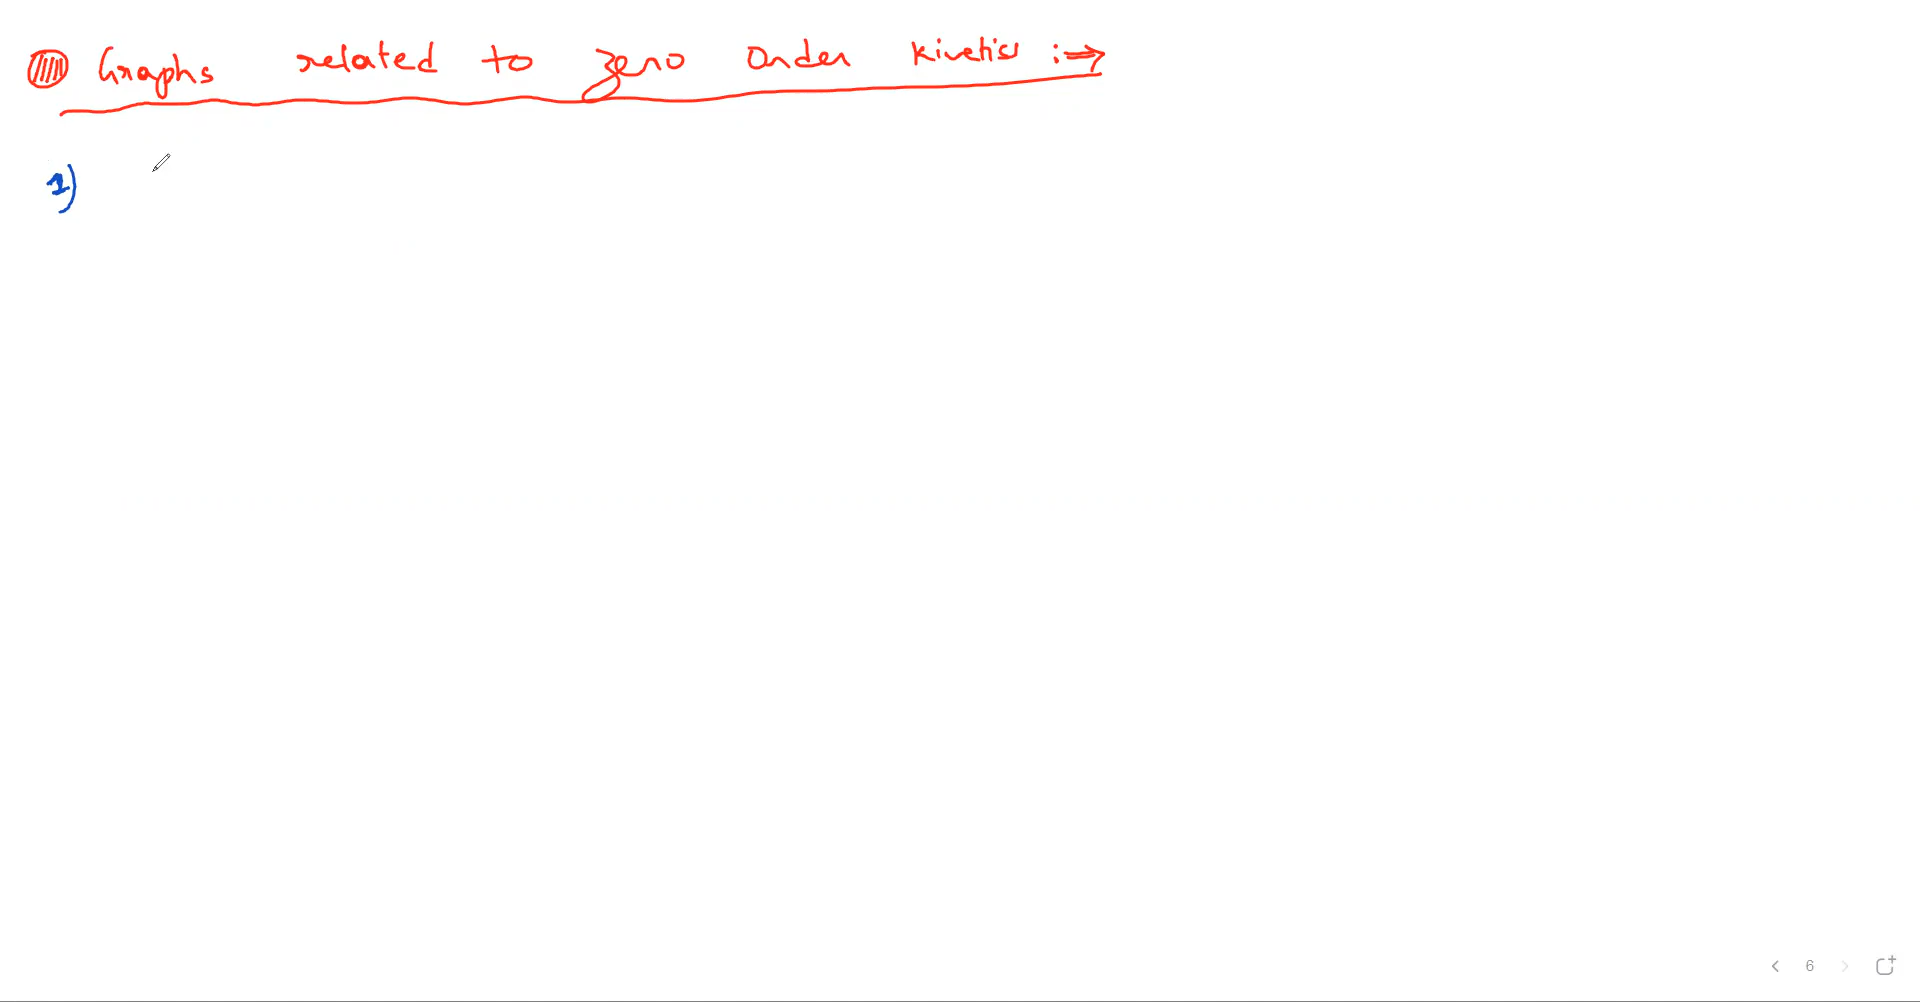 Graphs related to zero order kinetics :→
1)
6